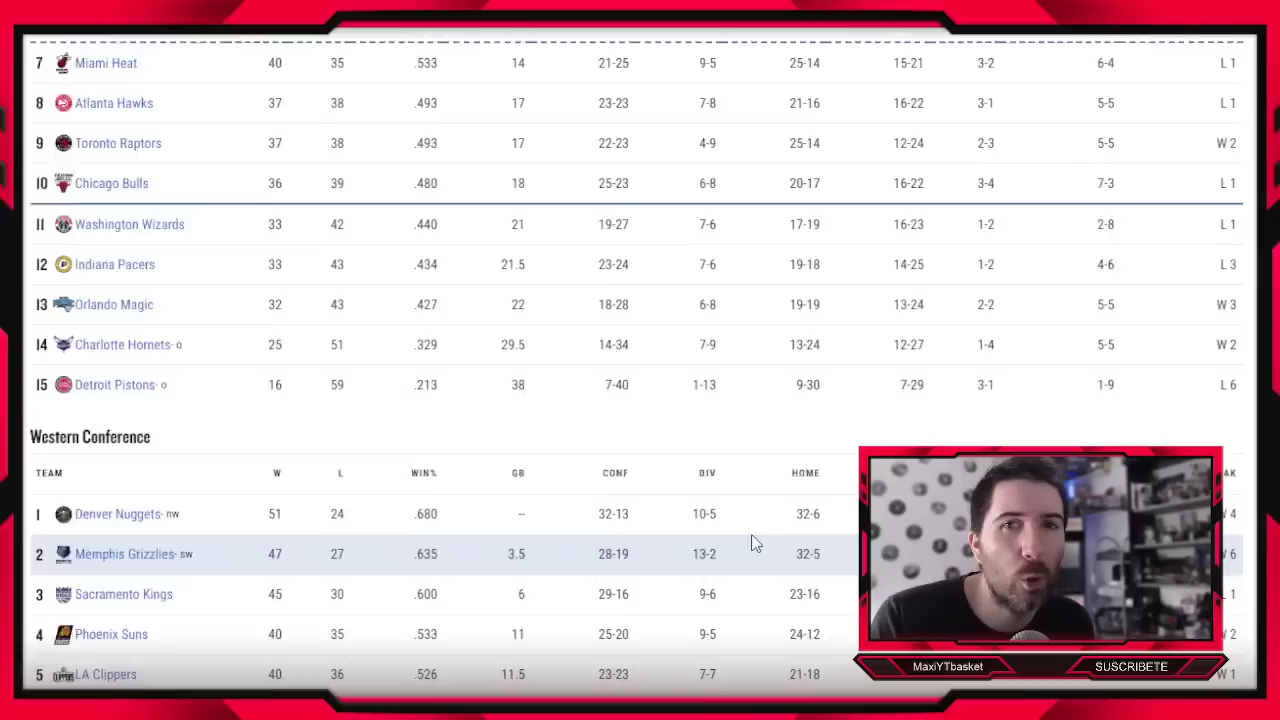 7 Miami Heat 40 35 .533 14 21-25 9-5 25-14 15-21 3-2 6-4 L 1
8 Atlanta Hawks 37 38 .493 17 23-23 7-8 21-16 16-22 3-1 5-5 L 1
9 Toronto Raptors 37 38 .493 17 22-23 4-9 25-14 12-24 2-3 5-5 W 2
10 Chicago Bulls 36 39 .480 18 25-23 6-8 20-17 16-22 3-4 7-3 L 1
11 Washington Wizards 33 42 .440 21 19-27 7-6 17-19 16-23 1-2 2-8 L 1
12 Indiana Pacers 33 43 .434 21.5 23-24 7-6 19-18 14-25 1-2 4-6 L 3
13 Orlando Magic 32 43 .427 22 18-28 6-8 19-19 13-24 2-2 5-5 W 3
14 Charlotte Hornets- o 25 51 .329 29.5 14-34 7-9 13-24 12-27 1-4 5-5 W 2
15 Detroit Pistons- o 16 59 .213 38 7-40 1-13 9-30 7-29 3-1 1-9 L 6
Western Conference
TEAM W L WIN% GB CONF DIV HOME
1 Denver Nuggets- nw 51 24 .680 -- 32-13 10-5 32-6 4
2 Memphis Grizzlies- sw 47 27 .635 3.5 28-19 13-2 32-5 6
3 Sacramento Kings 45 30 .600 6 29-16 9-6 23-16 1
4 Phoenix Suns 40 35 .533 11 25-20 9-5 24-12 2
5 LA Clippers 40 36 .526 11.5 23-23 7-7 21-18 1
MaxiYTbasket SUSCRIBETE